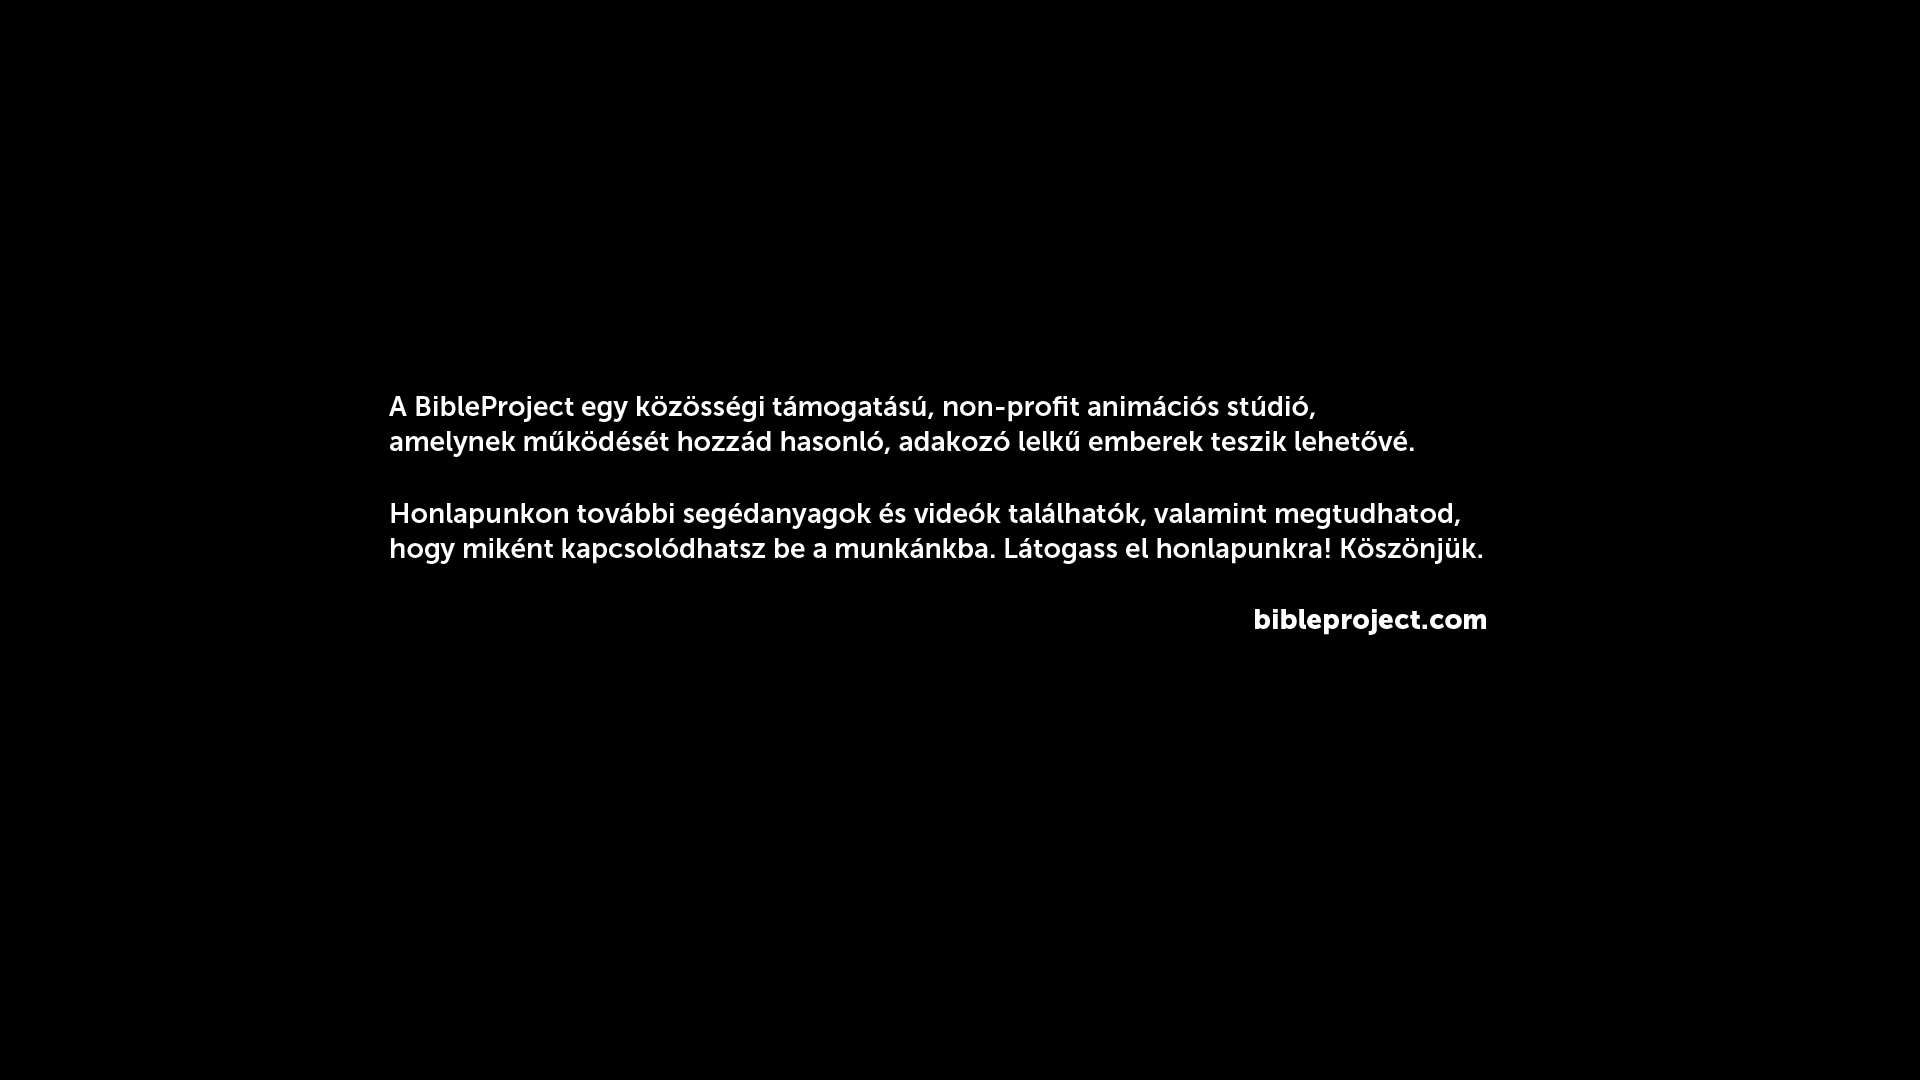 A BibleProject egy közösségi támogatású, non-profit animációs stúdió,
amelynek működését hozzád hasonló, adakozó lelkű emberek teszik lehetővé.
Honlapunkon további segédanyagok és videók találhatók, valamint megtudhatod,
hogy miként kapcsolódhatsz be a munkánkba. Látogass el honlapunkra! Köszönjük.
bibleproject.com